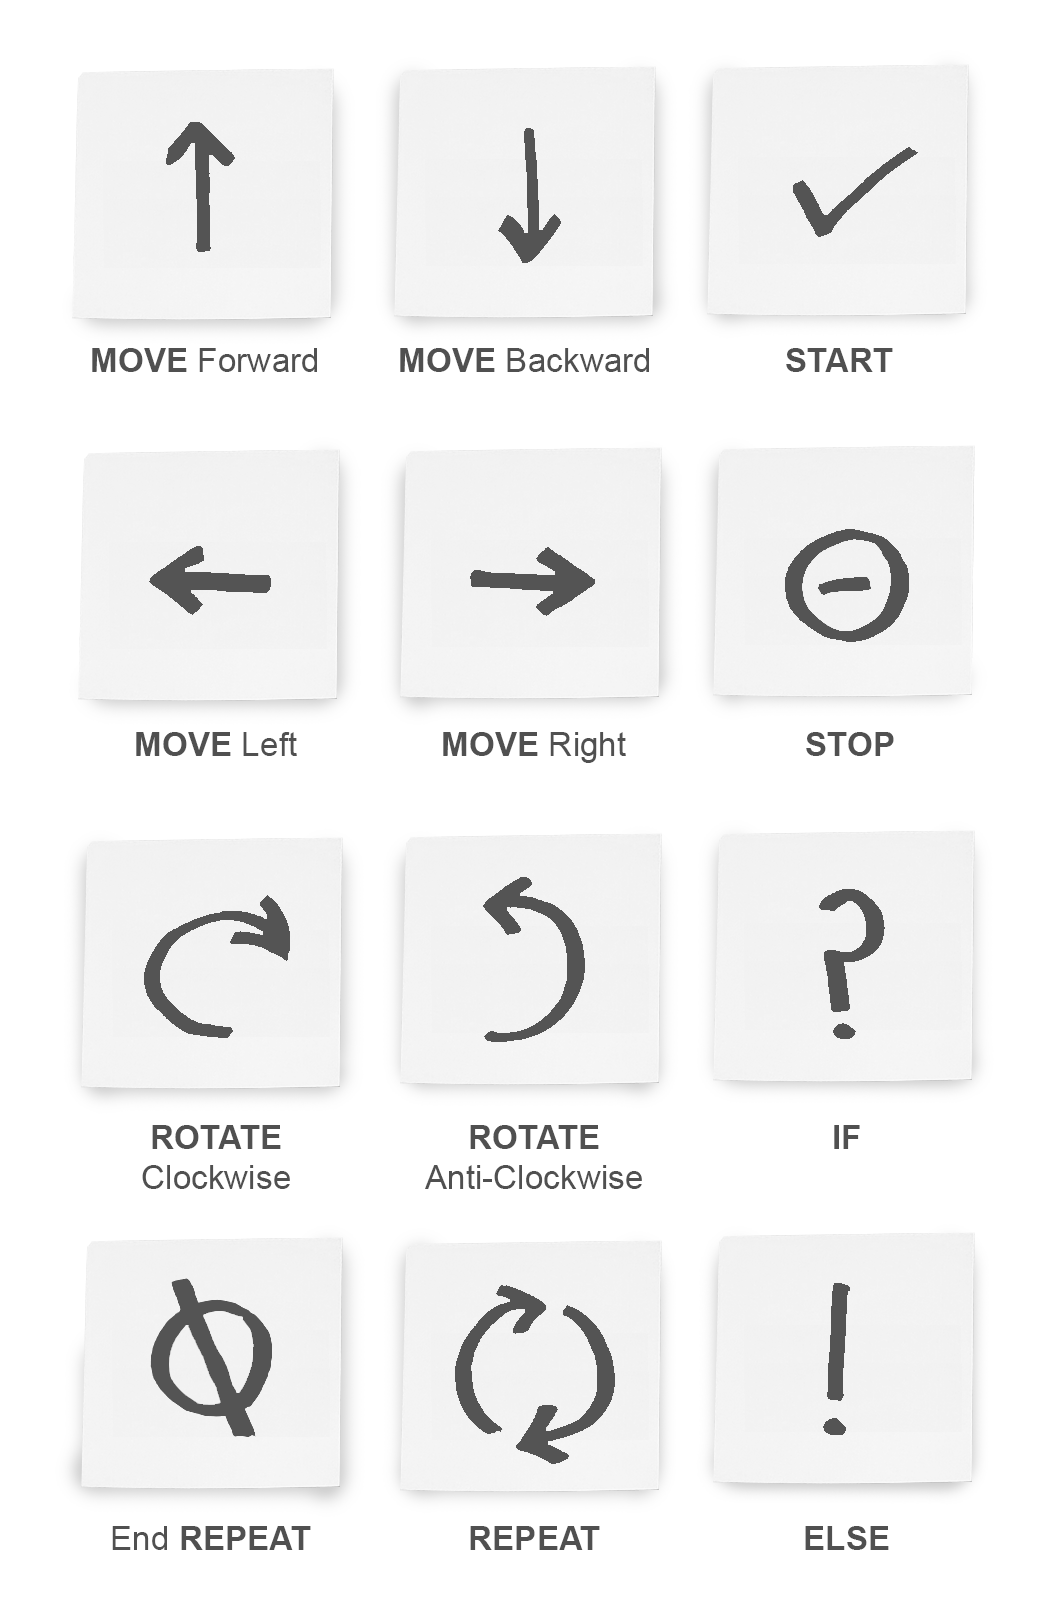 MOVE Forward
MOVE Backward
START
MOVE Left
MOVE Right
STOP
ROTATE
Clockwise
ROTATE
Anti-Clockwise
IF
End REPEAT
REPEAT
ELSE